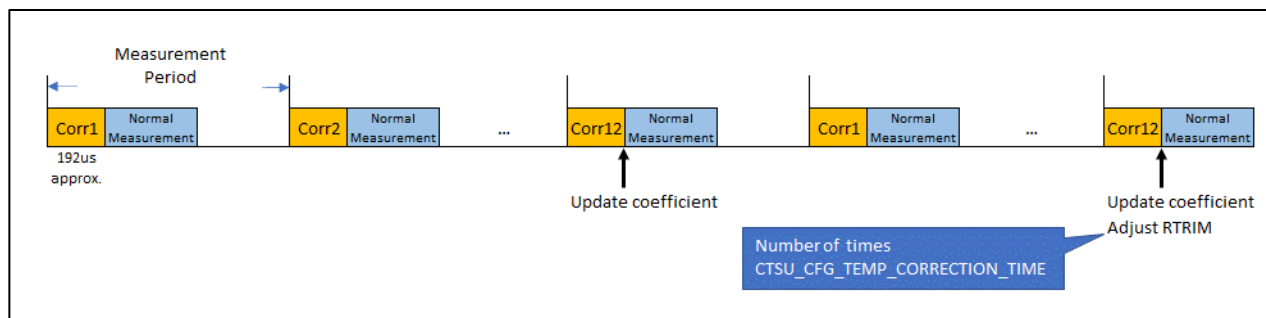 Measurement
Period
Corr1
Normal
Measurement
Corr2
Normal
Measurement
...
Corr12
Normal
Measurement
Corr1
Normal
Measurement
...
Corr12
Normal
Measurement
192us
approx.
Update coefficient
Update coefficient
Adjust RTRIM
Number of times
CTSU_CFG_TEMP_CORRECTION_TIME